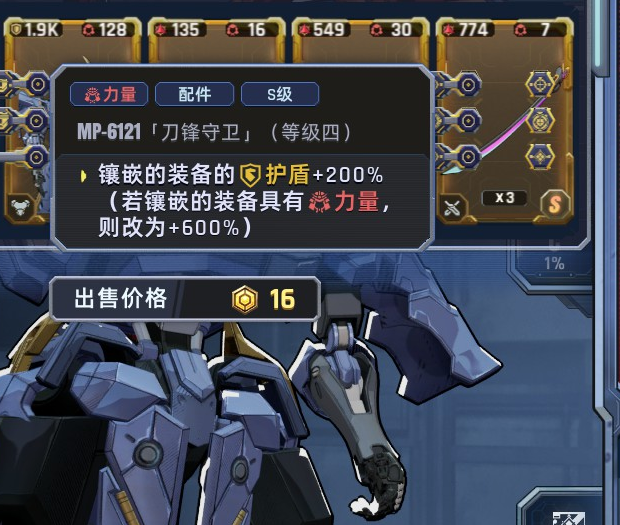 1.9K 128 135 16 549 30 774 7
力量 配件 S级
MP-6121「刀锋守卫」（等级四）
镶嵌的装备的护盾+200%
（若镶嵌的装备具有力量，
则改为+600%）
X3 S
1%
出售价格 16